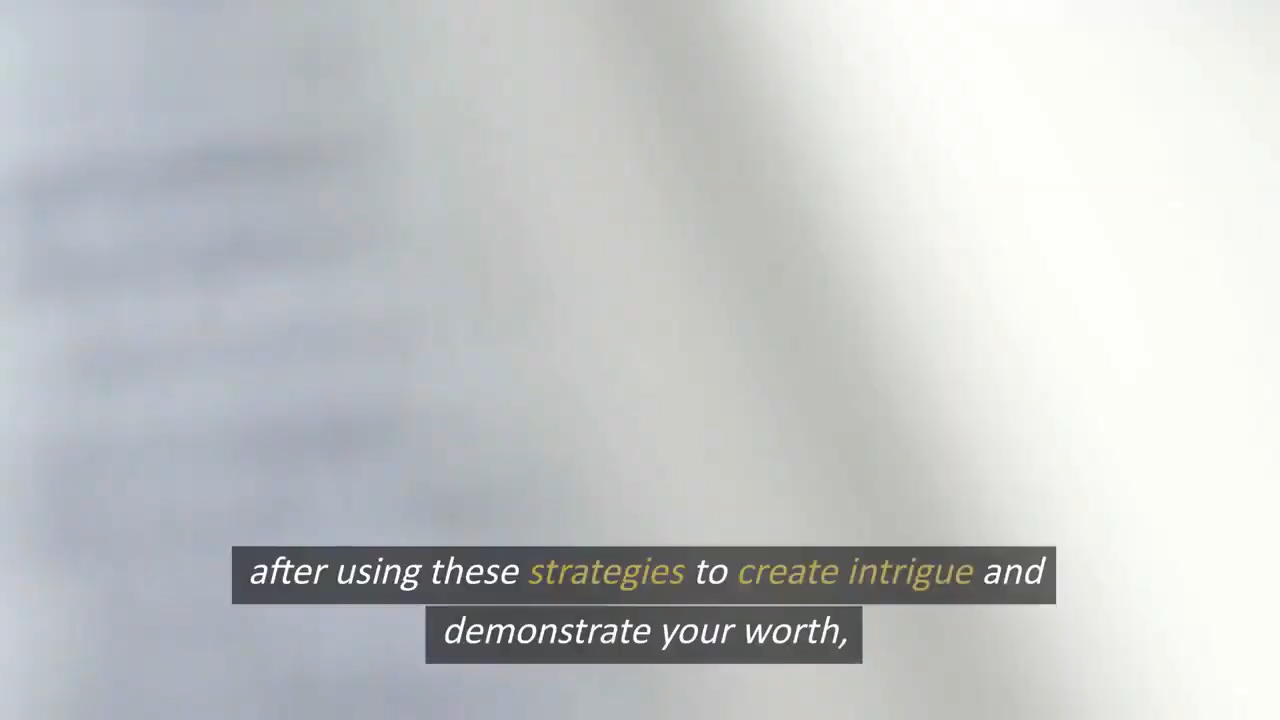 after using these strategies to create intrigue and
demonstrate your worth,